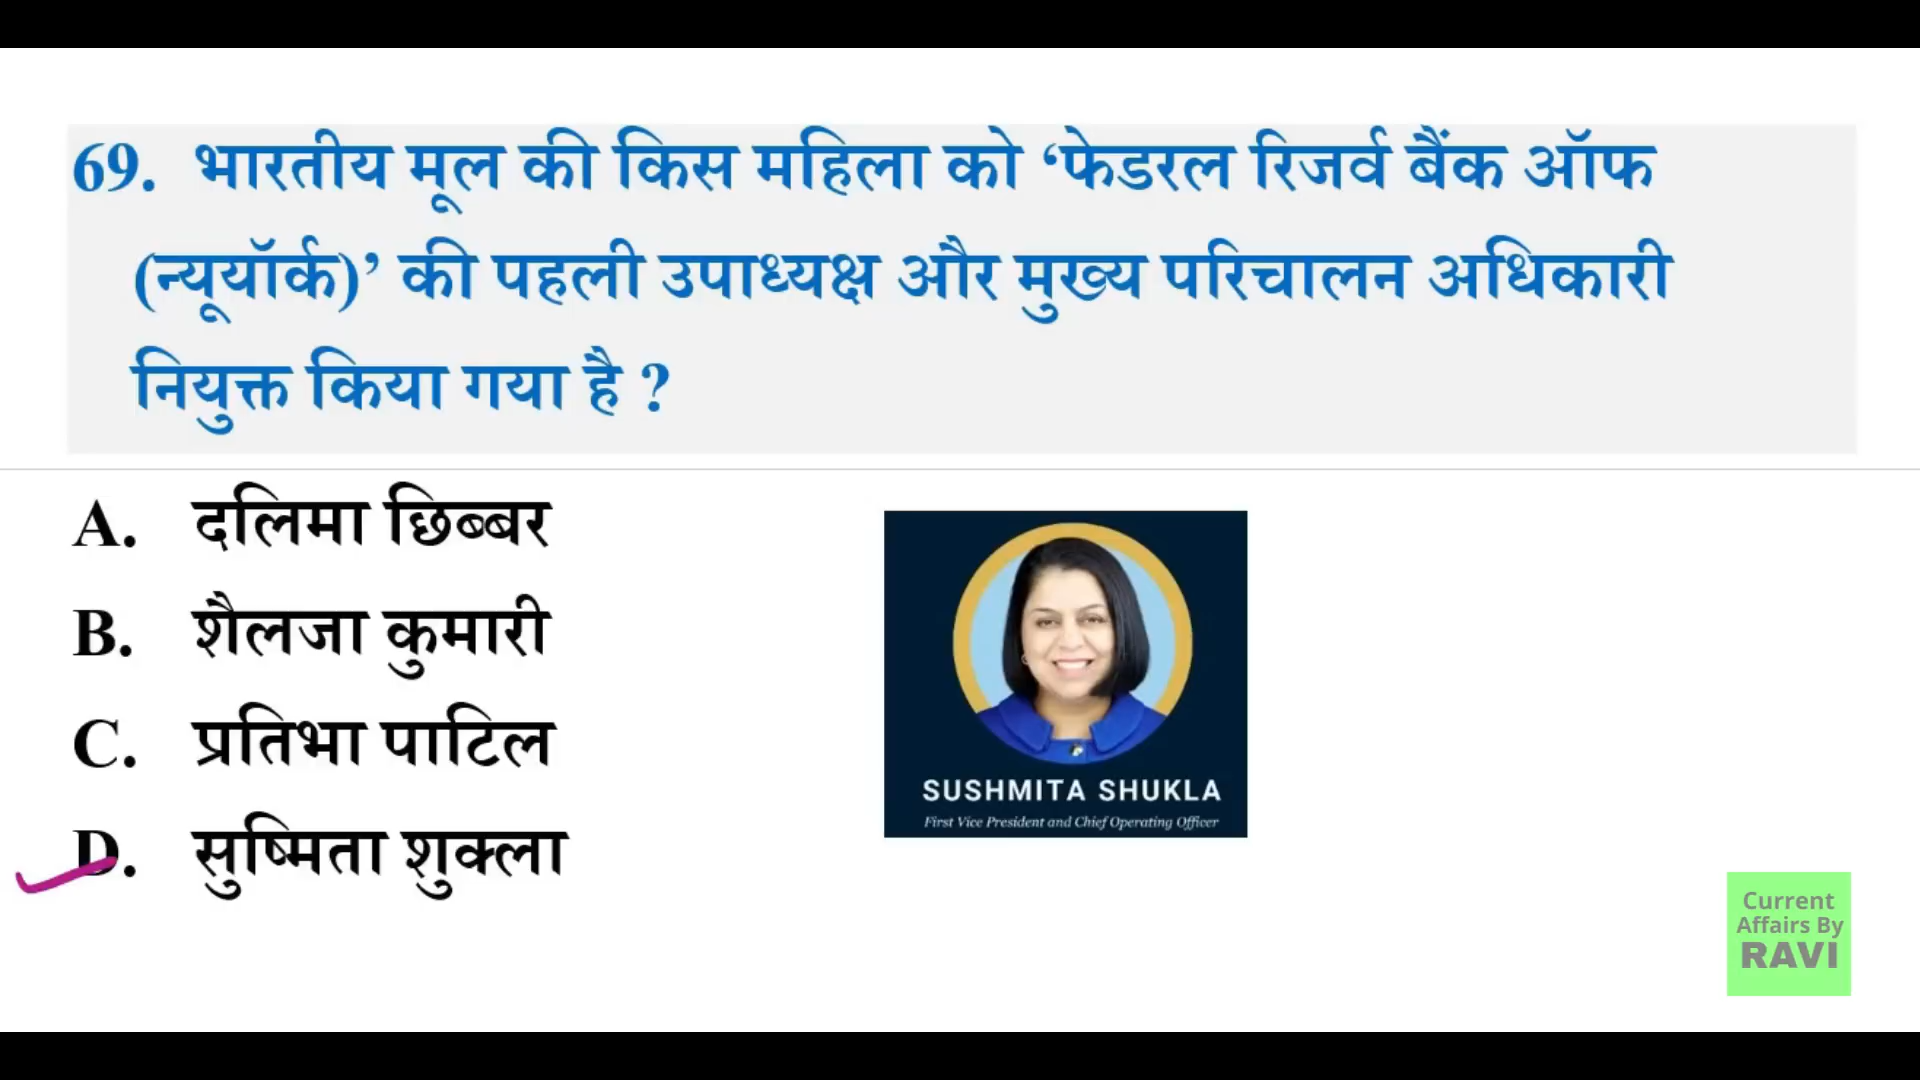 69. भारतीय मूल की किस महिला को ‘फेडरल रिजर्व बैंक ऑफ
(न्यूयॉर्क)’ की पहली उपाध्यक्ष और मुख्य परिचालन अधिकारी
नियुक्त किया गया है ?
A. दलिमा छिब्बर
B. शैलजा कुमारी
C. प्रतिभा पाटिल
D. सुष्मिता शुक्ला
SUSHMITA SHUKLA
First Vice President and Chief Operating Officer
Current
Affairs By
RAVI